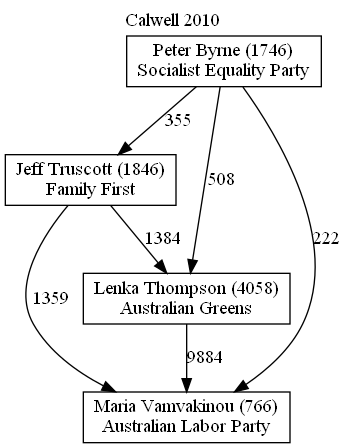 Calwell 2010
Peter Byrne (1746)
Socialist Equality Party
355
508
222
Jeff Truscott (1846)
Family First
1384
1359
Lenka Thompson (4058)
Australian Greens
9884
Maria Vamvakinou (766)
Australian Labor Party